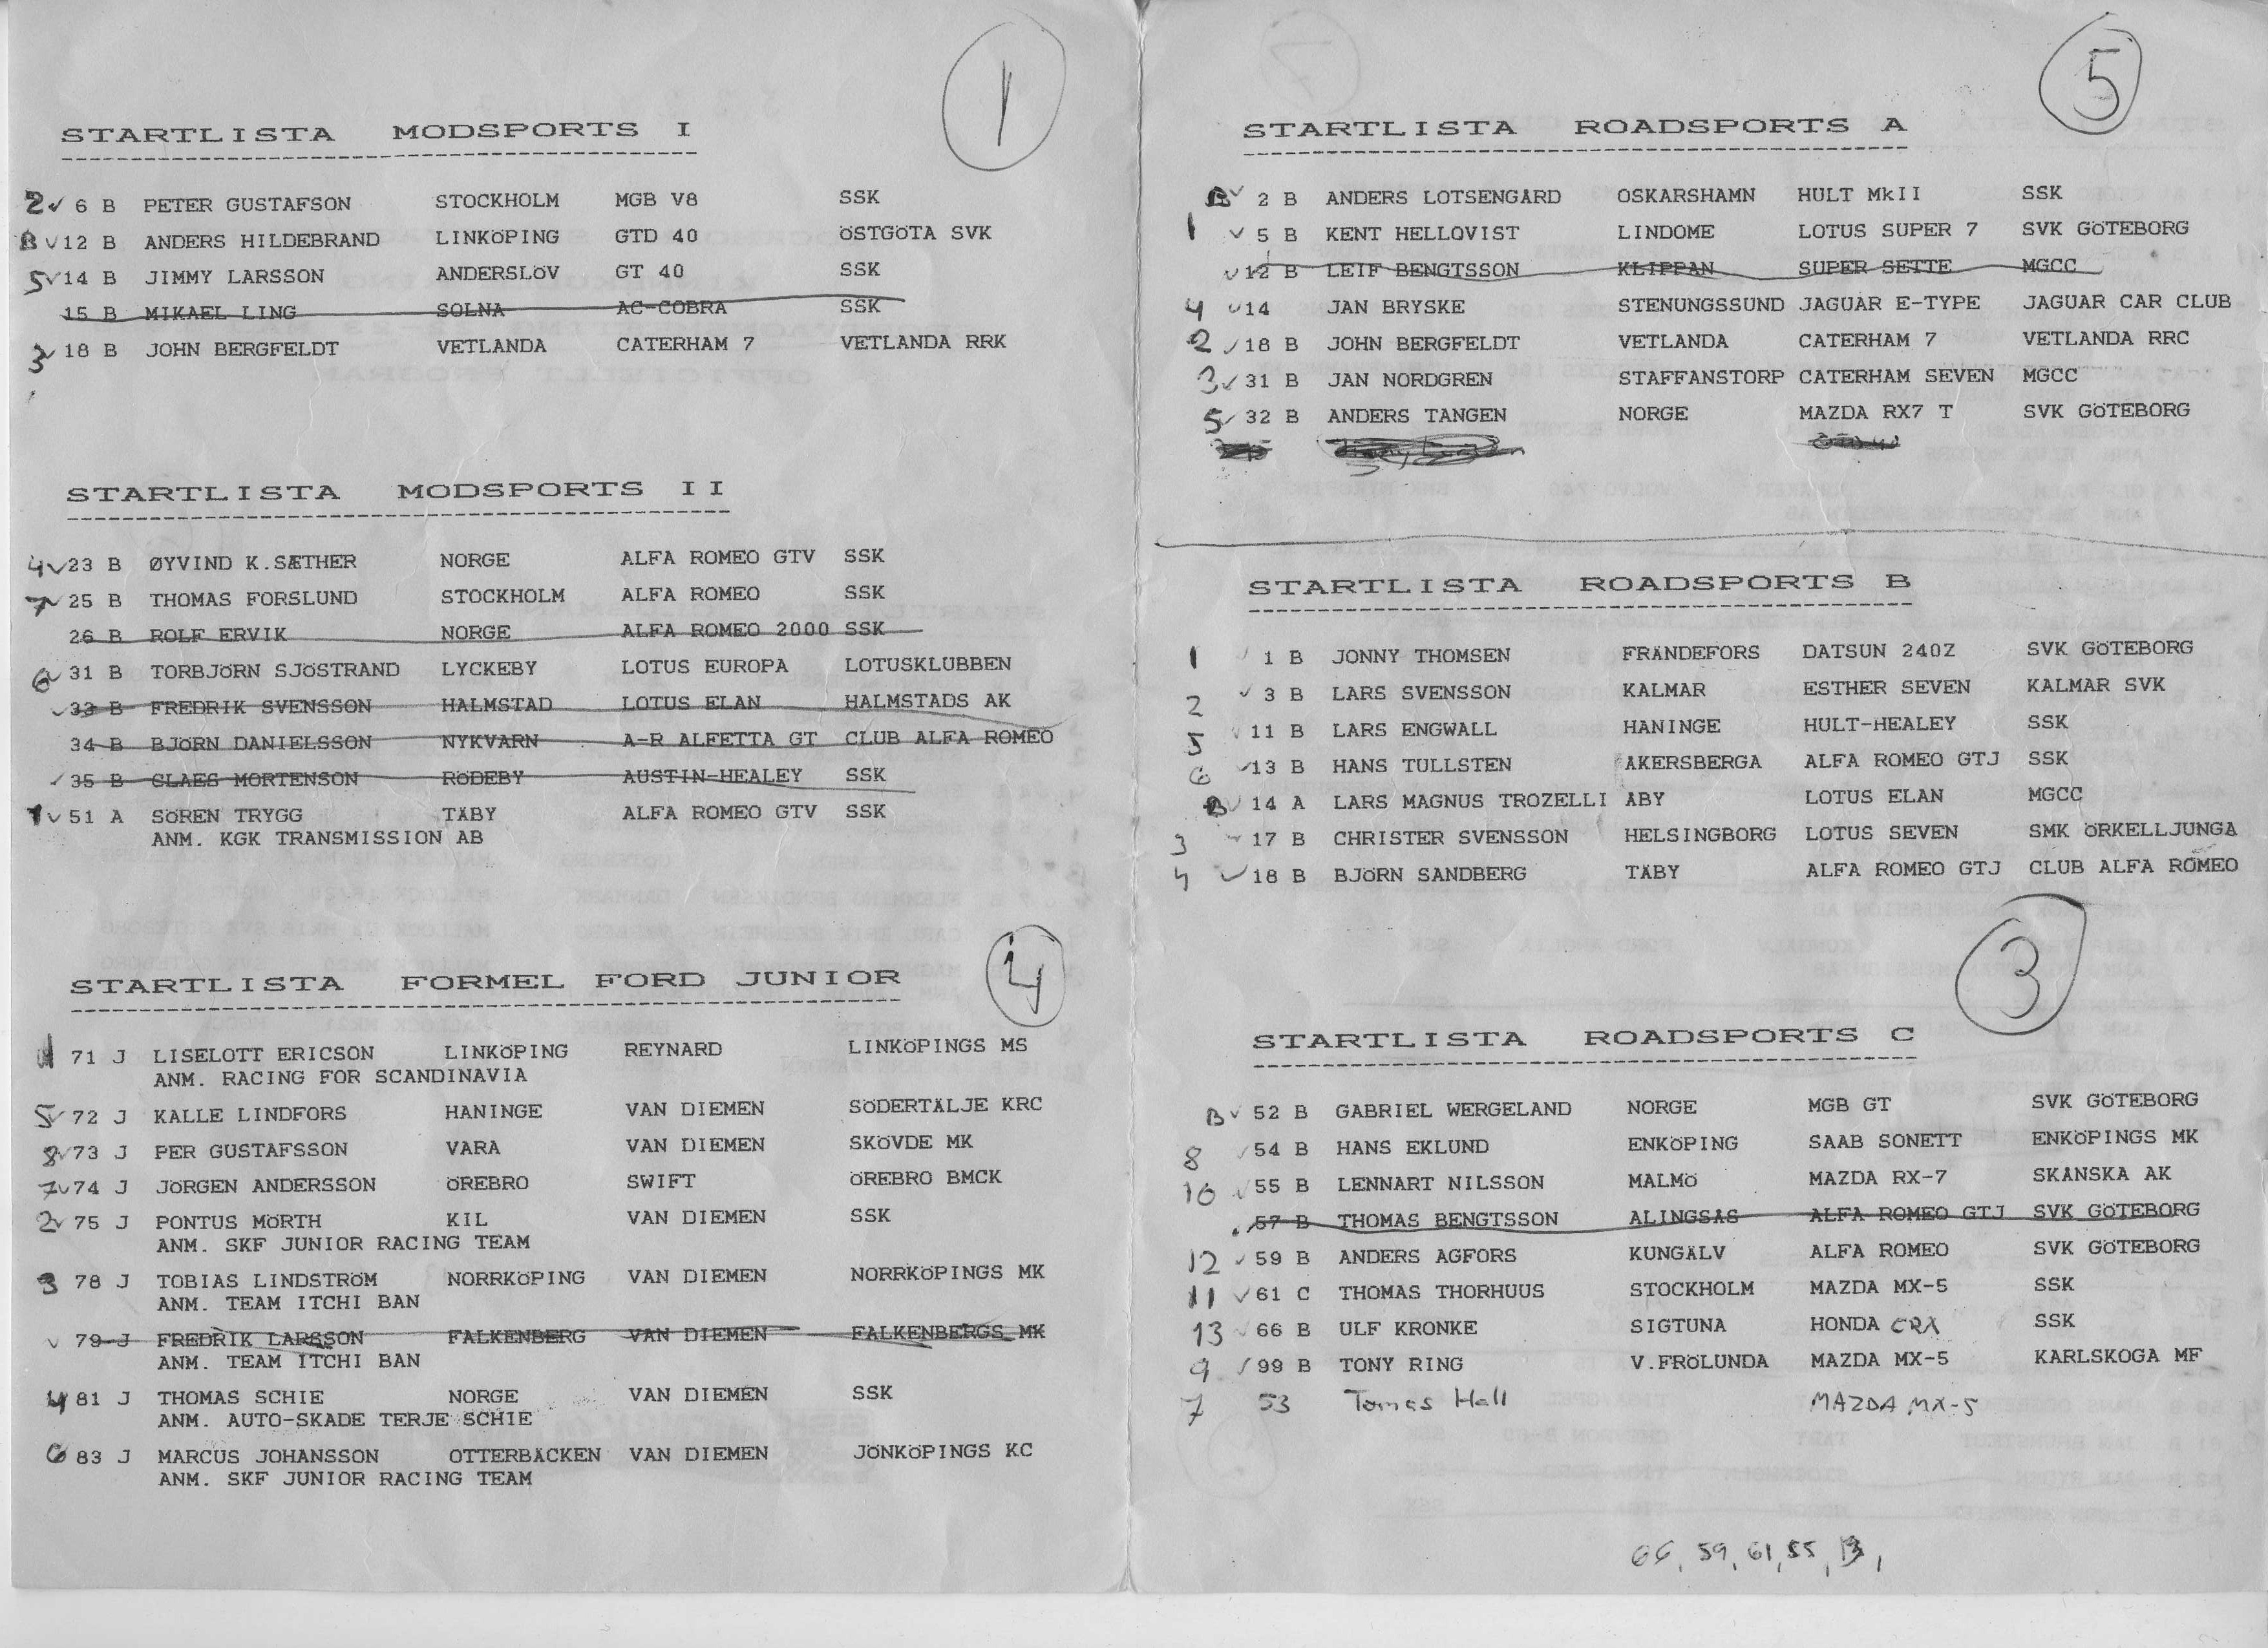 1
STARTLISTA MODSPORTS I
2 ✓ 6 B PETER GUSTAFSON STOCKHOLM MGB V8 SSK
B ✓ 12 B ANDERS HILDEBRAND LINKÖPING GTD 40 ÖSTGÖTA SVK
5 ✓ 14 B JIMMY LARSSON ANDERSLÖV GT 40 SSK
15 B MIKAEL LING SOLNA AC-COBRA SSK
3 ✓ 18 B JOHN BERGFELDT VETLANDA CATERHAM 7 VETLANDA RRK
STARTLISTA MODSPORTS II
4 ✓ 23 B ØYVIND K.SÆTHER NORGE ALFA ROMEO GTV SSK
7 ✓ 25 B THOMAS FORSLUND STOCKHOLM ALFA ROMEO SSK
26 B ROLF ERVIK NORGE ALFA ROMEO 2000 SSK
6 ✓ 31 B TORBJÖRN SJÖSTRAND LYCKEBY LOTUS EUROPA LOTUSKLUBBEN
✓ 33 B FREDRIK SVENSSON HALMSTAD LOTUS ELAN HALMSTADS AK
34 B BJÖRN DANIELSSON NYKVARN A-R ALFETTA GT CLUB ALFA ROMEO
✓ 35 B CLAES MORTENSON RÖDEBY AUSTIN-HEALEY SSK
1 ✓ 51 A SÖREN TRYGG TÄBY ALFA ROMEO GTV SSK
ANM. KGK TRANSMISSION AB
4
STARTLISTA FORMEL FORD JUNIOR
1 71 J LISELOTT ERICSON LINKÖPING REYNARD LINKÖPINGS MS
ANM. RACING FOR SCANDINAVIA
5 ✓ 72 J KALLE LINDFORS HANINGE VAN DIEMEN SÖDERTÄLJE KRC
8 ✓ 73 J PER GUSTAFSSON VARA VAN DIEMEN SKÖVDE MK
7 ✓ 74 J JÖRGEN ANDERSSON ÖREBRO SWIFT ÖREBRO BMCK
2 ✓ 75 J PONTUS MÖRTH KIL VAN DIEMEN SSK
ANM. SKF JUNIOR RACING TEAM
3 78 J TOBIAS LINDSTRÖM NORRKÖPING VAN DIEMEN NORRKÖPINGS MK
ANM. TEAM ITCHI BAN
✓ 79 J FREDRIK LARSSON FALKENBERG VAN DIEMEN FALKENBERGS MK
ANM. TEAM ITCHI BAN
4 81 J THOMAS SCHIE NORGE VAN DIEMEN SSK
ANM. AUTO-SKADE TERJE SCHIE
6 83 J MARCUS JOHANSSON OTTERBÄCKEN VAN DIEMEN JÖNKÖPINGS KC
ANM. SKF JUNIOR RACING TEAM
5
STARTLISTA ROADSPORTS A
B ✓ 2 B ANDERS LOTSENGÅRD OSKARSHAMN HULT MkII SSK
1 ✓ 5 B KENT HELLQVIST LINDOME LOTUS SUPER 7 SVK GÖTEBORG
✓ 12 B LEIF BENGTSSON KLIPPAN SUPER SETTE MGCC
4 ✓ 14 JAN BRYSKE STENUNGSSUND JAGUAR E-TYPE JAGUAR CAR CLUB
2 ✓ 18 B JOHN BERGFELDT VETLANDA CATERHAM 7 VETLANDA RRC
3 ✓ 31 B JAN NORDGREN STAFFANSTORP CATERHAM SEVEN MGCC
5 ✓ 32 B ANDERS TANGEN NORGE MAZDA RX7 T SVK GÖTEBORG
STARTLISTA ROADSPORTS B
1 ✓ 1 B JONNY THOMSEN FRÄNDEFORS DATSUN 240Z SVK GÖTEBORG
2 ✓ 3 B LARS SVENSSON KALMAR ESTHER SEVEN KALMAR SVK
5 ✓ 11 B LARS ENGWALL HANINGE HULT-HEALEY SSK
6 ✓ 13 B HANS TULLSTEN ÅKERSBERGA ALFA ROMEO GTJ SSK
B ✓ 14 A LARS MAGNUS TROZELLI ÅBY LOTUS ELAN MGCC
3 ✓ 17 B CHRISTER SVENSSON HELSINGBORG LOTUS SEVEN SMK ÖRKELLJUNGA
4 ✓ 18 B BJÖRN SANDBERG TÄBY ALFA ROMEO GTJ CLUB ALFA ROMEO
3
STARTLISTA ROADSPORTS C
B ✓ 52 B GABRIEL WERGELAND NORGE MGB GT SVK GÖTEBORG
8 ✓ 54 B HANS EKLUND ENKÖPING SAAB SONETT ENKÖPINGS MK
10 ✓ 55 B LENNART NILSSON MALMÖ MAZDA RX-7 SKÅNSKA AK
57 B THOMAS BENGTSSON ALINGSÅS ALFA ROMEO GTJ SVK GÖTEBORG
12 ✓ 59 B ANDERS AGFORS KUNGÄLV ALFA ROMEO SVK GÖTEBORG
11 ✓ 61 C THOMAS THORHUUS STOCKHOLM MAZDA MX-5 SSK
13 ✓ 66 B ULF KRONKE SIGTUNA HONDA CRX SSK
9 ✓ 99 B TONY RING V.FRÖLUNDA MAZDA MX-5 KARLSKOGA MF
7 53 Tomas Hall MAZDA MX-5
66, 59, 61, 55, 13,